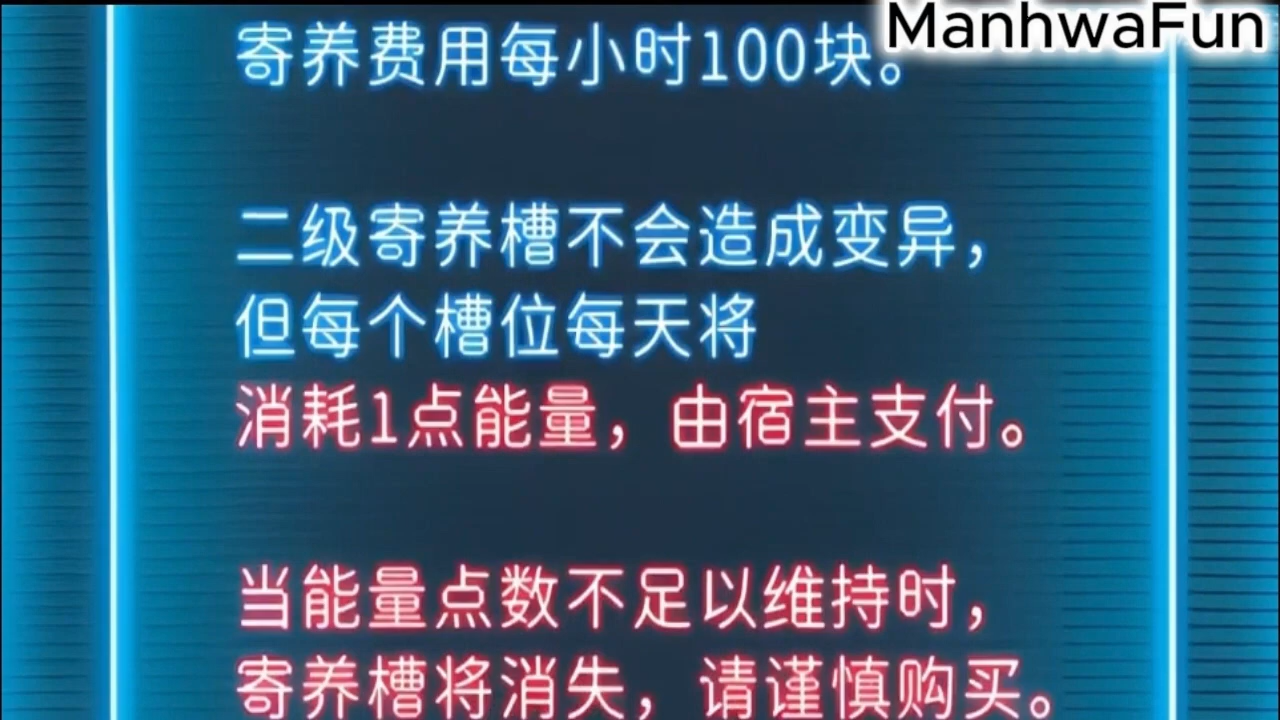 ManhwaFun
寄养费用每小时100块。
二级寄养槽不会造成变异，
但每个槽位每天将
消耗1点能量，由宿主支付。
当能量点数不足以维持时，
寄养槽将消失，请谨慎购买。